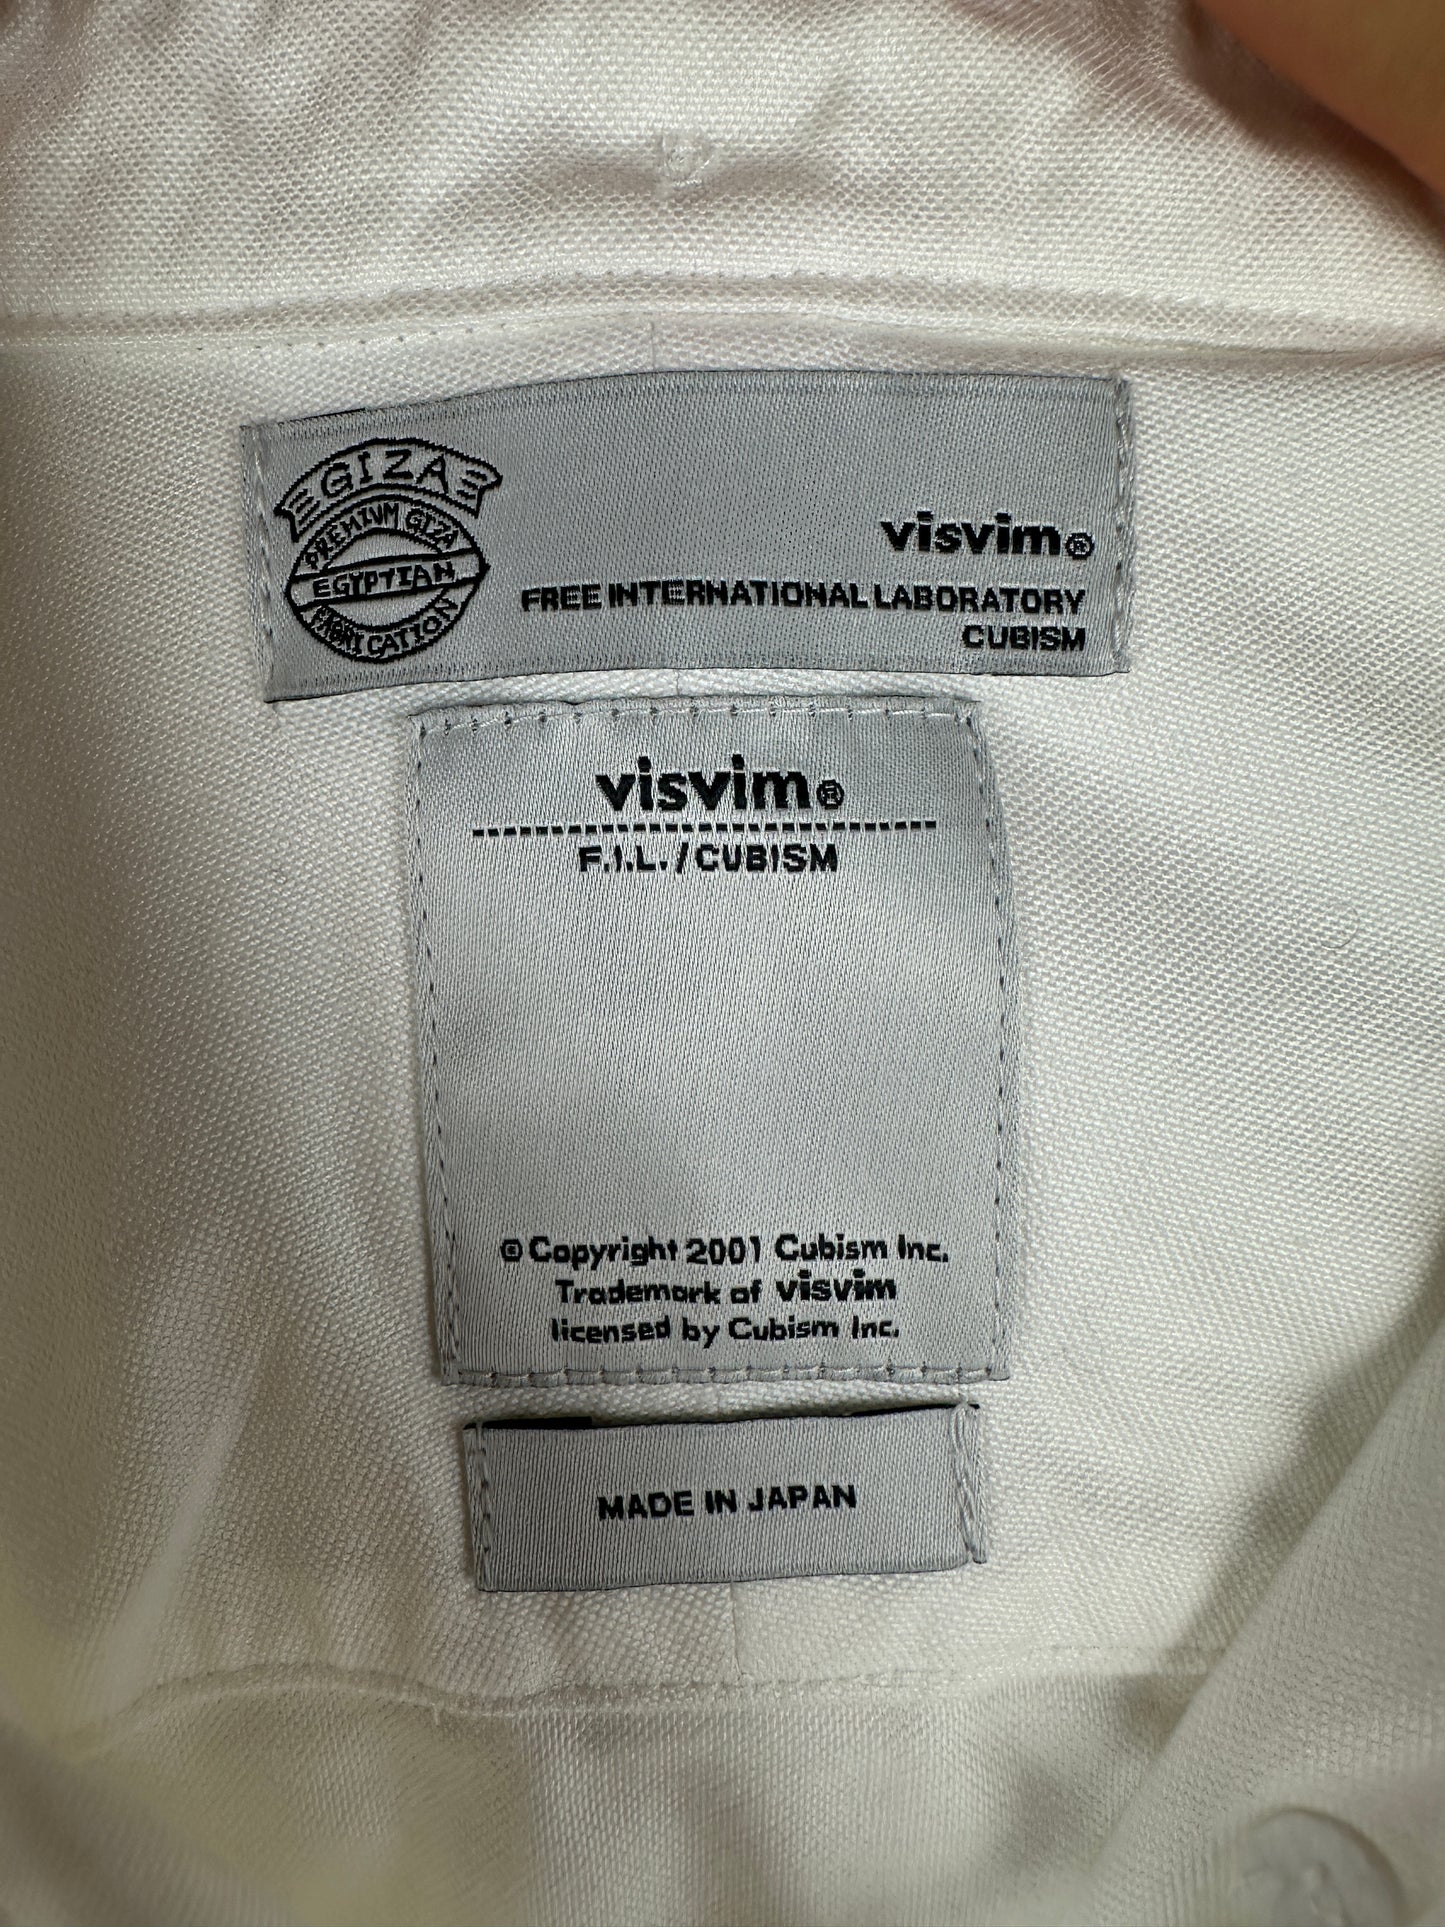 GIZA
PREMIUM GIZA
EGYPTIAN
FABRICATION
visvim®
FREE INTERNATIONAL LABORATORY
CUBISM
visvim®
F.I.L./CUBISM
© Copyright 2001 Cubism Inc.
Trademark of visvim
licensed by Cubism Inc.
MADE IN JAPAN